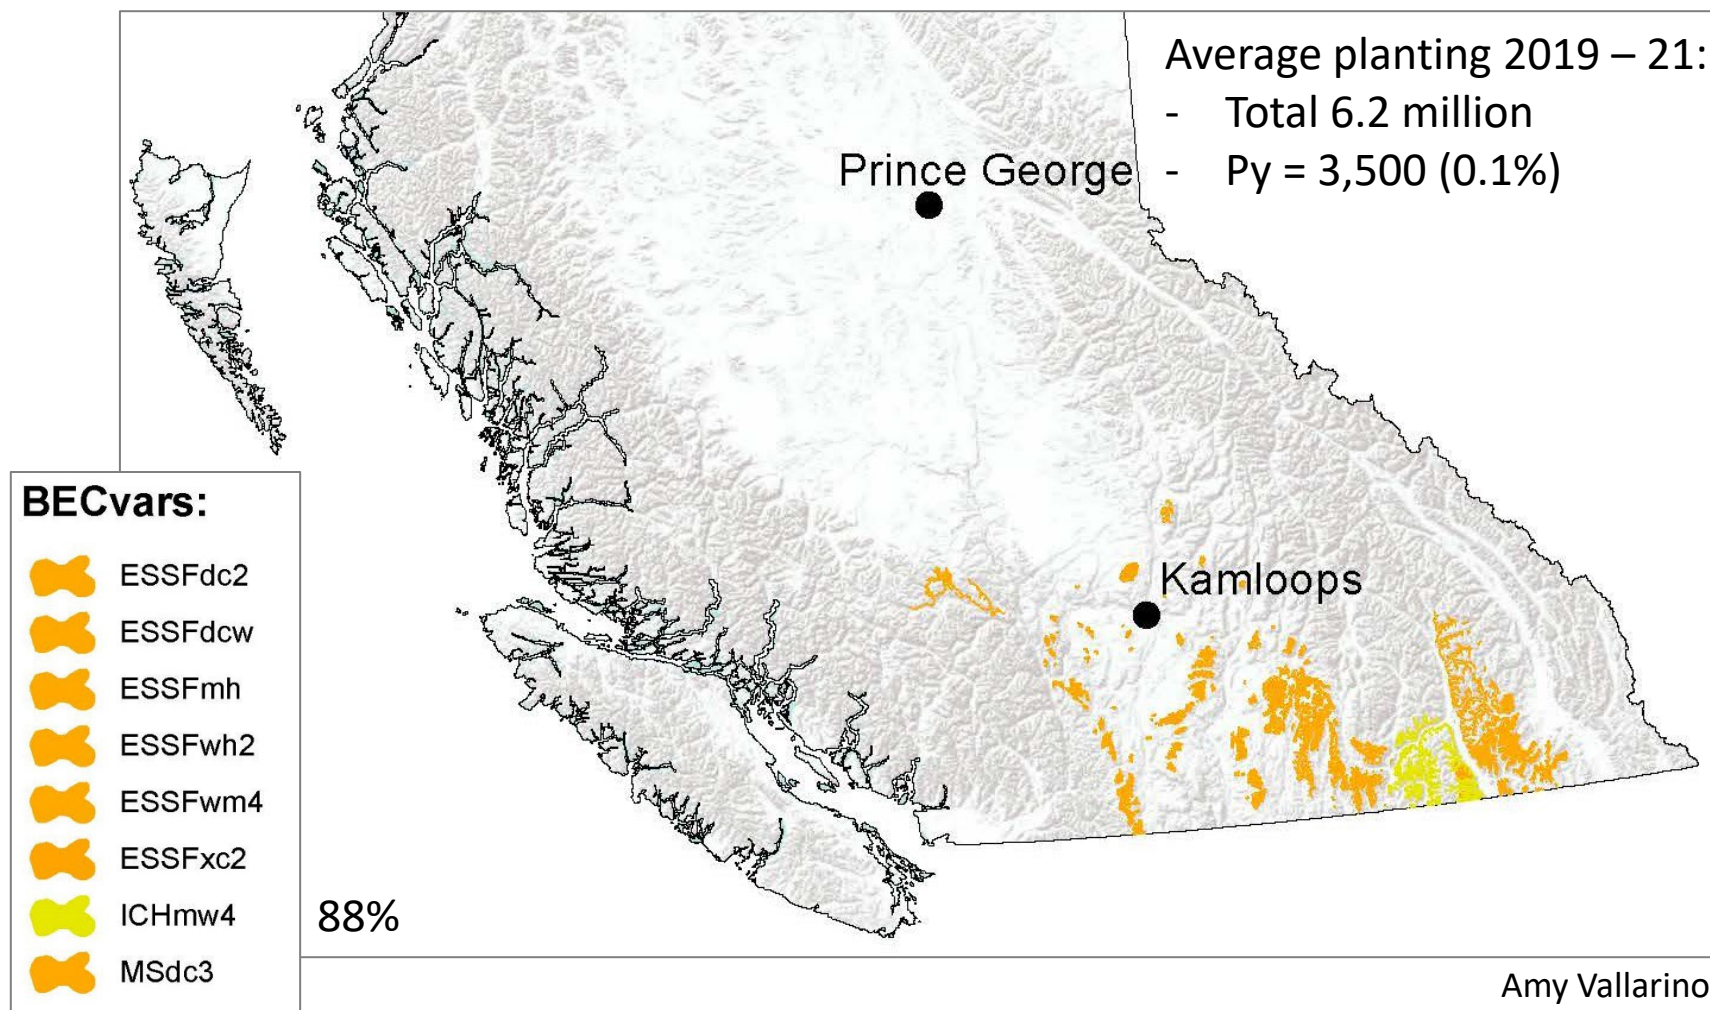 Average planting 2019 – 21:
- Total 6.2 million
- Py = 3,500 (0.1%)
Prince George
Kamloops
BECvars:
ESSFdc2
ESSFdcw
ESSFmh
ESSFwh2
ESSFwm4
ESSFxc2
ICHmw4
MSdc3
88%
Amy Vallarino